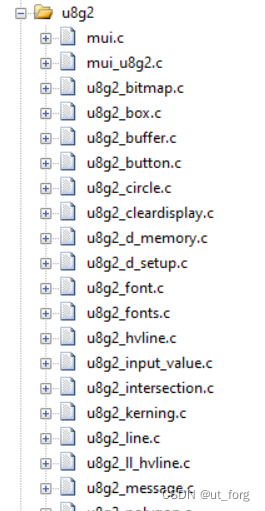 u8g2
mui.c
mui_u8g2.c
u8g2_bitmap.c
u8g2_box.c
u8g2_buffer.c
u8g2_button.c
u8g2_circle.c
u8g2_cleardisplay.c
u8g2_d_memory.c
u8g2_d_setup.c
u8g2_font.c
u8g2_fonts.c
u8g2_hvline.c
u8g2_input_value.c
u8g2_intersection.c
u8g2_kerning.c
u8g2_line.c
u8g2_ll_hvline.c
u8g2_message.c
CSDN @ut_forg